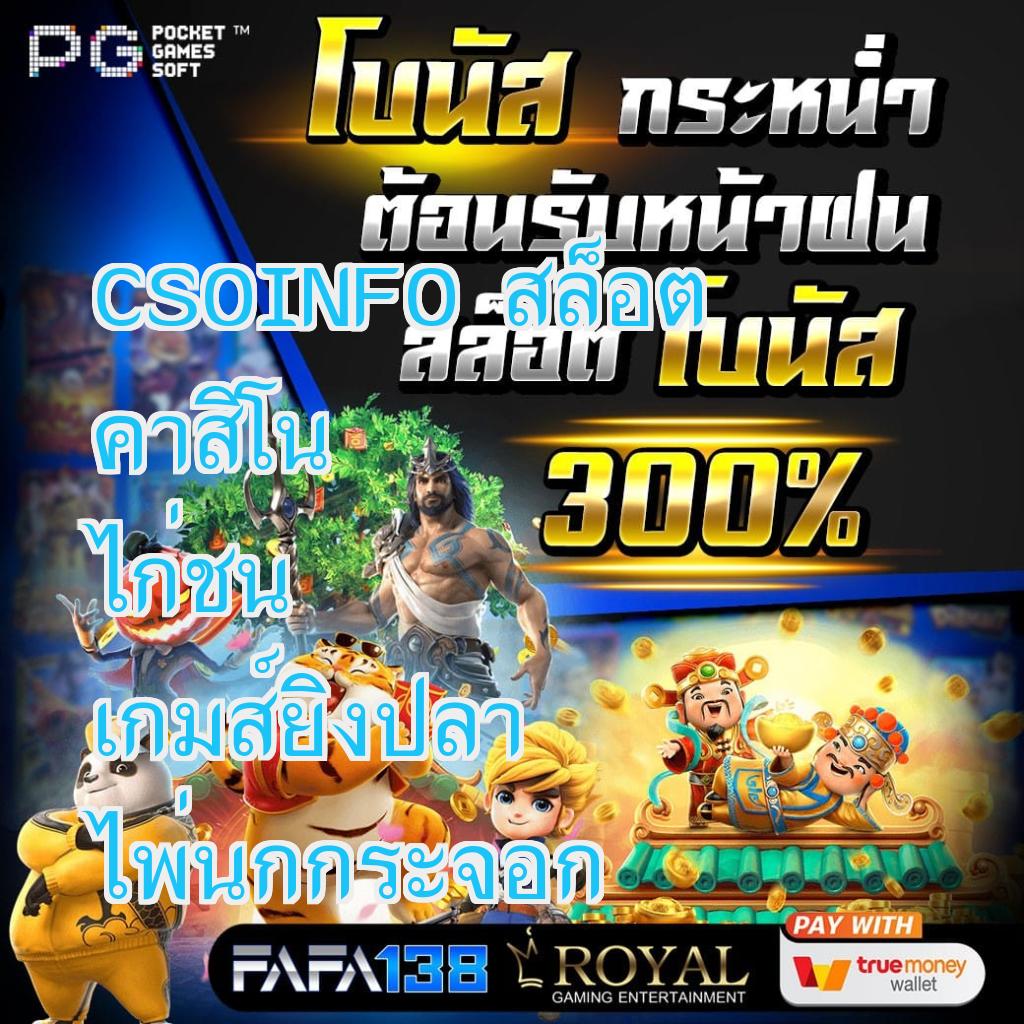 PG POCKET GAMES SOFT™
โบนัส กระหน่ำ
ต้อนรับหน้าฝน
CSOINFO สล็อต
สล็อต โบนัส
คาสิโน
300%
ไก่ชน
เกมส์ยิงปลา
ไพ่นกกระจอก
FAFA138
ROYAL
GAMING ENTERTAINMENT
PAY WITH
truemoney
wallet